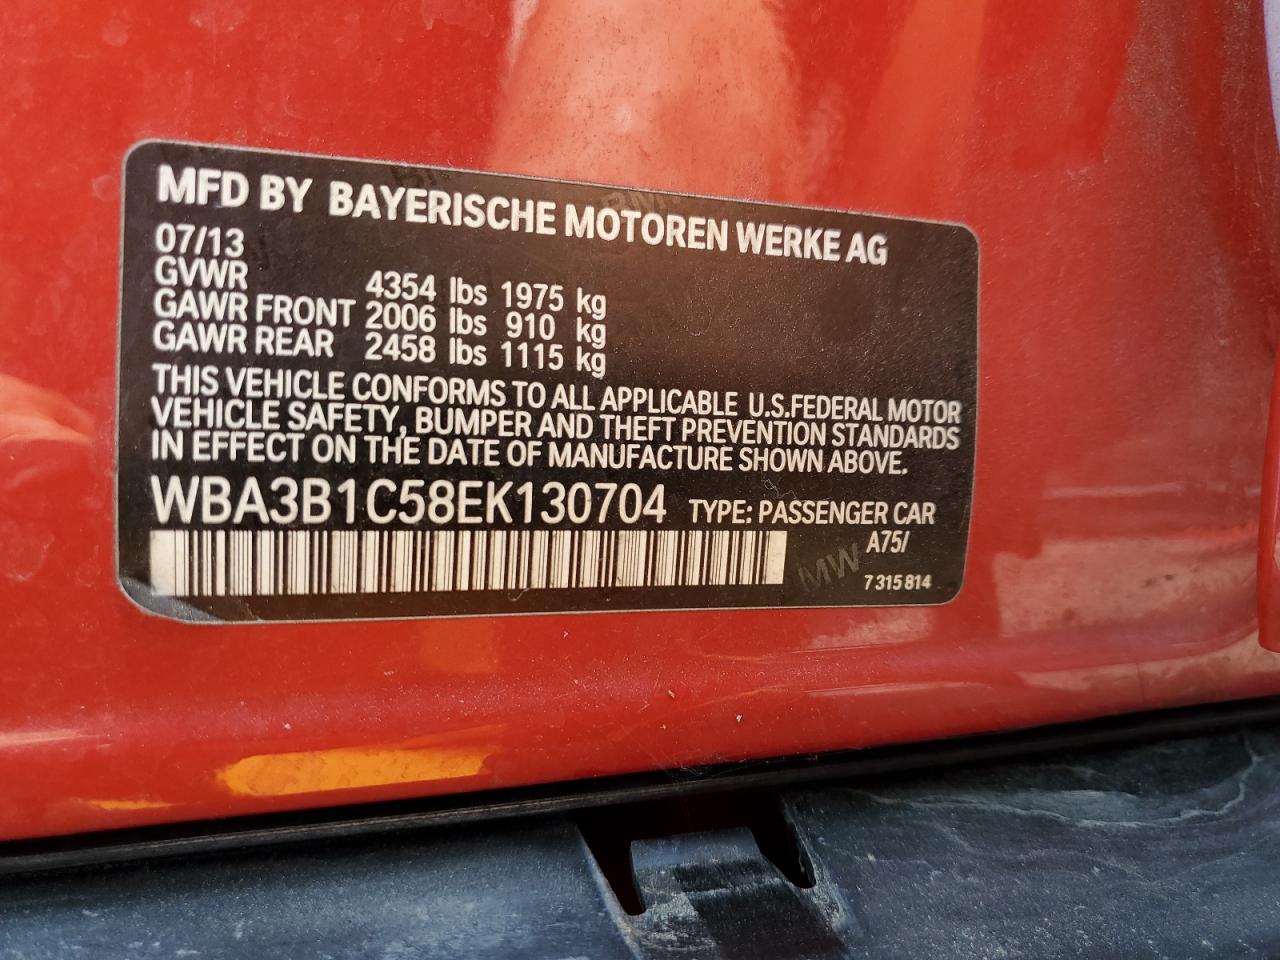 MFD BY BAYERISCHE MOTOREN WERKE AG
07/13
GVWR 4354 lbs 1975 kg
GAWR FRONT 2006 lbs 910 kg
GAWR REAR 2458 lbs 1115 kg
THIS VEHICLE CONFORMS TO ALL APPLICABLE U.S.FEDERAL MOTOR
VEHICLE SAFETY, BUMPER AND THEFT PREVENTION STANDARDS
IN EFFECT ON THE DATE OF MANUFACTURE SHOWN ABOVE.
WBA3B1C58EK130704 TYPE: PASSENGER CAR
A75/
7 315 814